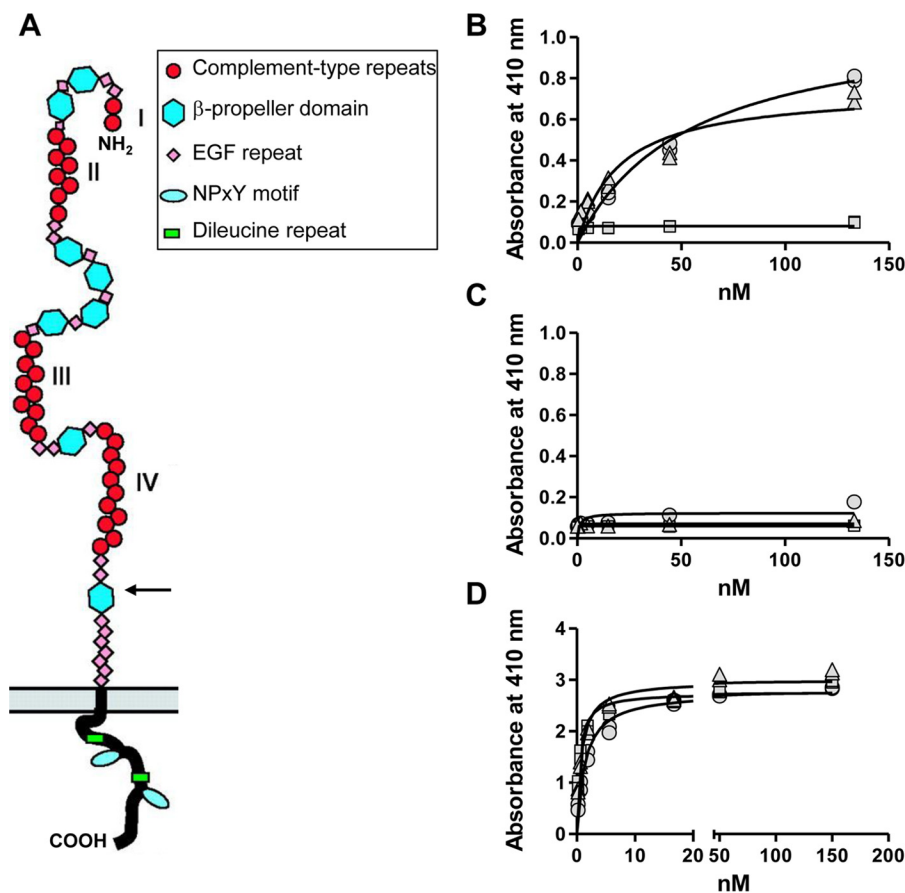 A
Complement-type repeats
β-propeller domain
EGF repeat
NPxY motif
Dileucine repeat
I
NH2
II
III
IV
COOH
B
Absorbance at 410 nm
1.0
0.8
0.6
0.4
0.2
0.0
0 50 100 150
nM
C
Absorbance at 410 nm
1.0
0.8
0.6
0.4
0.2
0.0
0 50 100 150
nM
D
Absorbance at 410 nm
4
3
2
1
0
0 10 20 50 100 150 200
nM